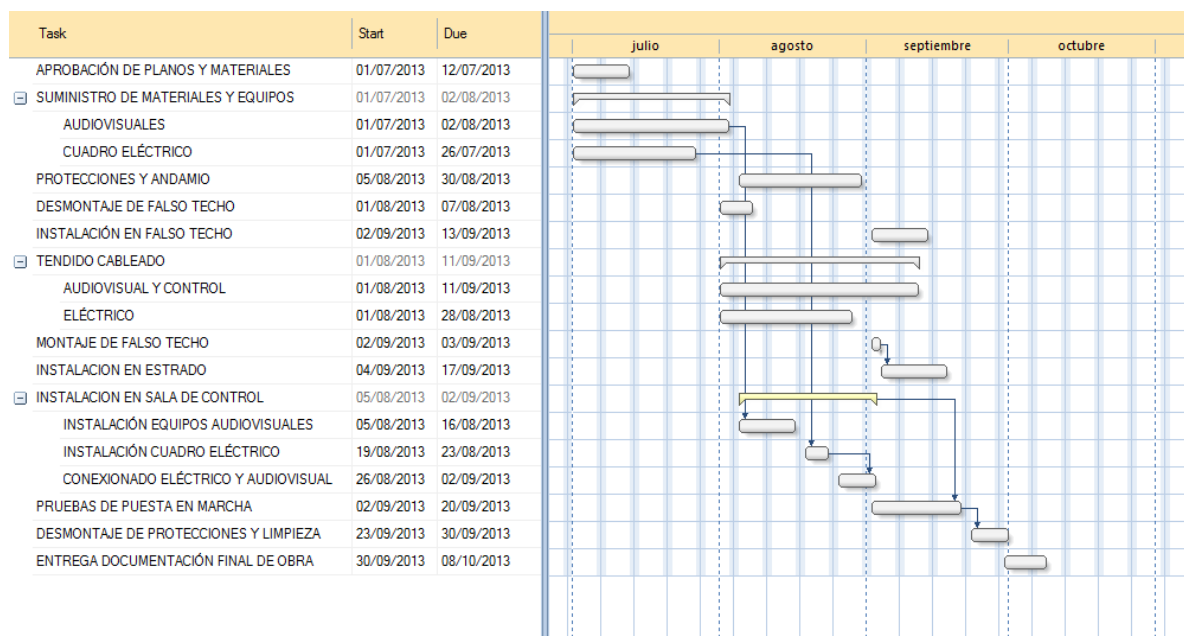 Task Start Due
julio agosto septiembre octubre
APROBACIÓN DE PLANOS Y MATERIALES 01/07/2013 12/07/2013
SUMINISTRO DE MATERIALES Y EQUIPOS 01/07/2013 02/08/2013
AUDIOVISUALES 01/07/2013 02/08/2013
CUADRO ELÉCTRICO 01/07/2013 26/07/2013
PROTECCIONES Y ANDAMIO 05/08/2013 30/08/2013
DESMONTAJE DE FALSO TECHO 01/08/2013 07/08/2013
INSTALACIÓN EN FALSO TECHO 02/09/2013 13/09/2013
TENDIDO CABLEADO 01/08/2013 11/09/2013
AUDIOVISUAL Y CONTROL 01/08/2013 11/09/2013
ELÉCTRICO 01/08/2013 28/08/2013
MONTAJE DE FALSO TECHO 02/09/2013 03/09/2013
INSTALACION EN ESTRADO 04/09/2013 17/09/2013
INSTALACION EN SALA DE CONTROL 05/08/2013 02/09/2013
INSTALACIÓN EQUIPOS AUDIOVISUALES 05/08/2013 16/08/2013
INSTALACIÓN CUADRO ELÉCTRICO 19/08/2013 23/08/2013
CONEXIONADO ELÉCTRICO Y AUDIOVISUAL 26/08/2013 02/09/2013
PRUEBAS DE PUESTA EN MARCHA 02/09/2013 20/09/2013
DESMONTAJE DE PROTECCIONES Y LIMPIEZA 23/09/2013 30/09/2013
ENTREGA DOCUMENTACIÓN FINAL DE OBRA 30/09/2013 08/10/2013